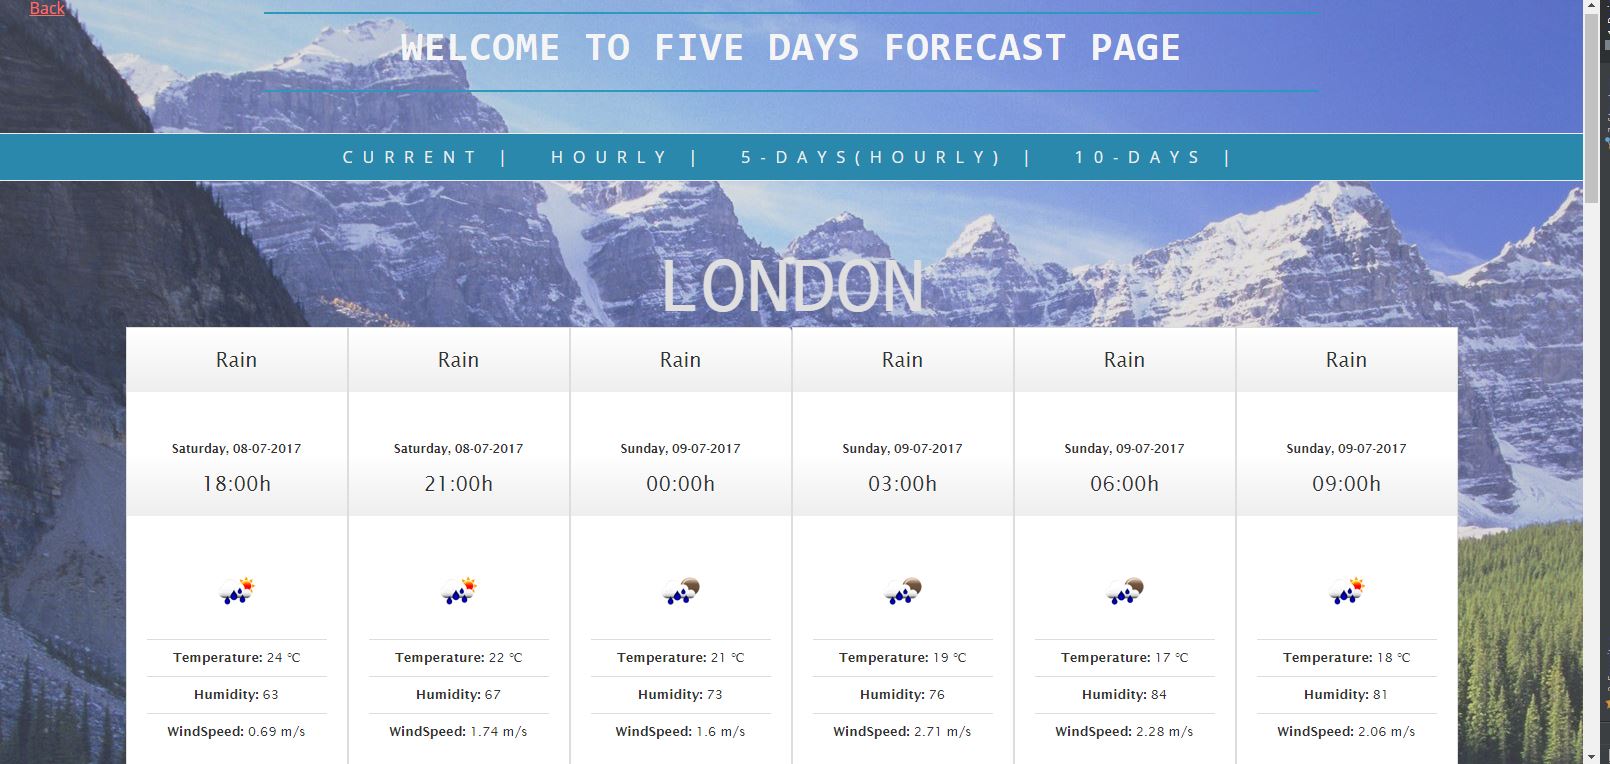 Back
WELCOME TO FIVE DAYS FORECAST PAGE
CURRENT | HOURLY | 5-DAYS(HOURLY) | 10-DAYS |
LONDON
Rain Rain Rain Rain Rain Rain
Saturday, 08-07-2017 Saturday, 08-07-2017 Sunday, 09-07-2017 Sunday, 09-07-2017 Sunday, 09-07-2017 Sunday, 09-07-2017
18:00h 21:00h 00:00h 03:00h 06:00h 09:00h
Temperature: 24 °C Temperature: 22 °C Temperature: 21 °C Temperature: 19 °C Temperature: 17 °C Temperature: 18 °C
Humidity: 63 Humidity: 67 Humidity: 73 Humidity: 76 Humidity: 84 Humidity: 81
WindSpeed: 0.69 m/s WindSpeed: 1.74 m/s WindSpeed: 1.6 m/s WindSpeed: 2.71 m/s WindSpeed: 2.28 m/s WindSpeed: 2.06 m/s